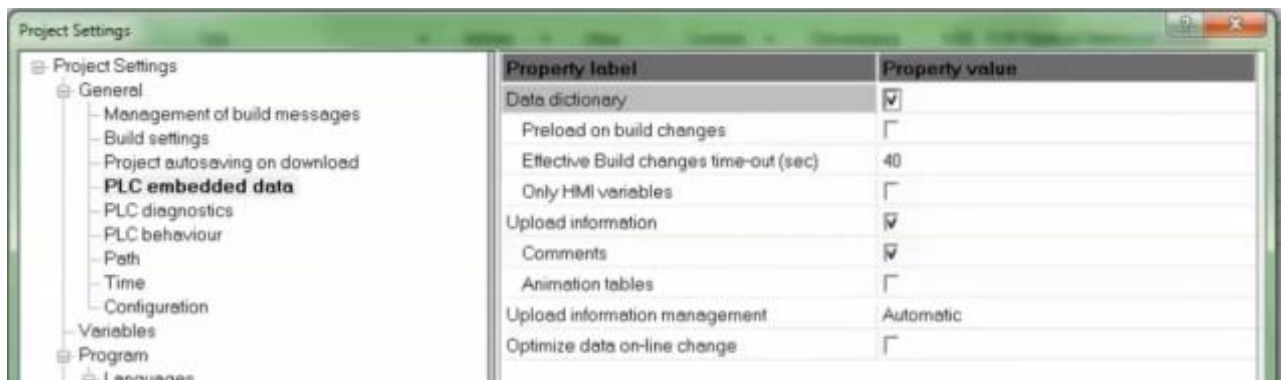 Project Settings
Project Settings
General
Management of build messages
Build settings
Project autosaving on download
PLC embedded data
PLC diagnostics
PLC behaviour
Path
Time
Configuration
Variables
Program
Languages
Property label Property value
Data dictionary
Preload on build changes
Effective Build changes time-out (sec) 40
Only HMI variables
Upload information
Comments
Animation tables
Upload information management Automatic
Optimize data on-line change